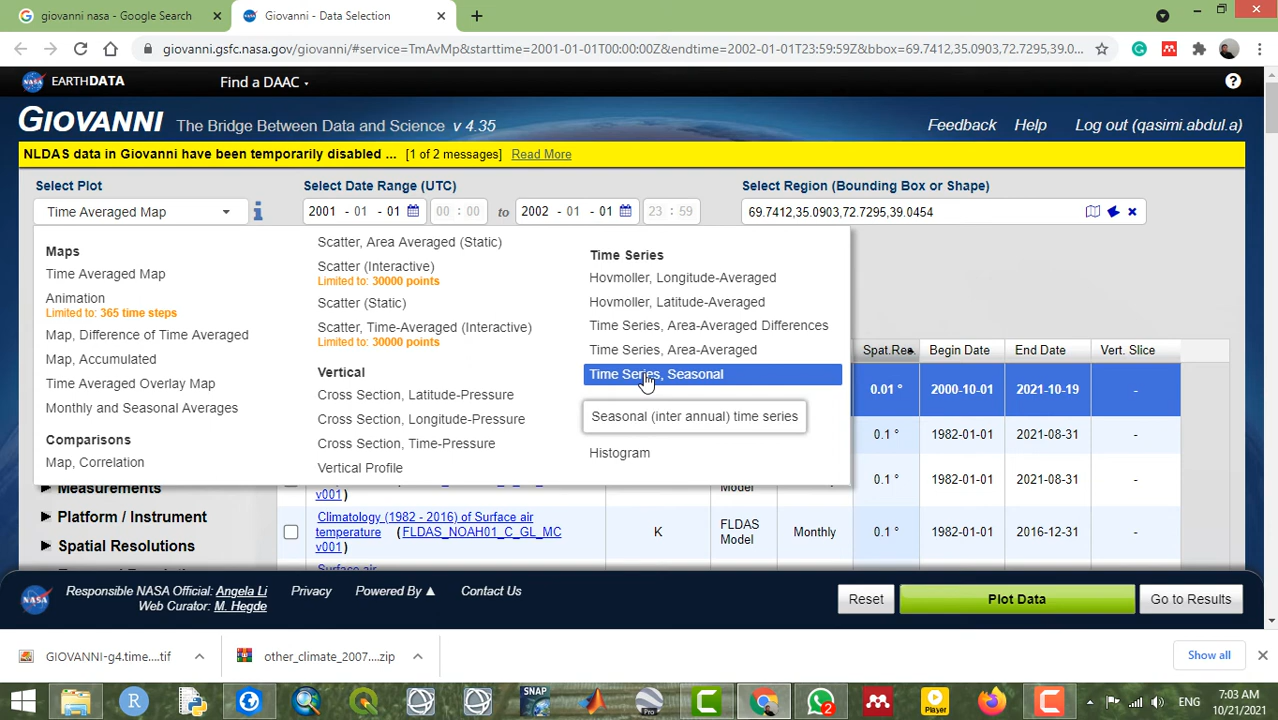 giovanni nasa - Google Search
Giovanni - Data Selection
giovanni.gsfc.nasa.gov/giovanni/#service=TmAvMp&starttime=2001-01-01T00:00:00Z&endtime=2002-01-01T23:59:59Z&bbox=69.7412,35.0903,72.7295,39.0...
NASA EARTHDATA Find a DAAC
GIOVANNI The Bridge Between Data and Science v 4.35
Feedback Help Log out (qasimi.abdul.a)
NLDAS data in Giovanni have been temporarily disabled ... [1 of 2 messages] Read More
Select Plot
Select Date Range (UTC)
Select Region (Bounding Box or Shape)
Time Averaged Map
2001 - 01 - 01 00 : 00 to 2002 - 01 - 01 23 : 59
69.7412,35.0903,72.7295,39.0454
Maps
Time Averaged Map
Animation
Limited to: 365 time steps
Map, Difference of Time Averaged
Map, Accumulated
Time Averaged Overlay Map
Monthly and Seasonal Averages
Comparisons
Map, Correlation
Scatter, Area Averaged (Static)
Scatter (Interactive)
Limited to: 30000 points
Scatter (Static)
Scatter, Time-Averaged (Interactive)
Limited to: 30000 points
Vertical
Cross Section, Latitude-Pressure
Cross Section, Longitude-Pressure
Cross Section, Time-Pressure
Vertical Profile
Time Series
Hovmoller, Longitude-Averaged
Hovmoller, Latitude-Averaged
Time Series, Area-Averaged Differences
Time Series, Area-Averaged
Time Series, Seasonal
Seasonal (inter annual) time series
Histogram
Spat.Res. Begin Date End Date Vert. Slice
0.01 ° 2000-10-01 2021-10-19 -
0.1 ° 1982-01-01 2021-08-31 -
0.1 ° 1982-01-01 2021-08-31 -
Measurements
Platform / Instrument
Spatial Resolutions
v001)
Model
Climatology (1982 - 2016) of Surface air
temperature (FLDAS_NOAH01_C_GL_MC
v001)
K
FLDAS
Model
Monthly
0.1 ° 1982-01-01 2016-12-31 -
Surface air
Responsible NASA Official: Angela Li
Web Curator: M. Hegde
Privacy Powered By Contact Us
Reset Plot Data Go to Results
GIOVANNI-g4.time....tif
other_climate_2007....zip
Show all
SNAP
Pro
2
Player
ENG
7:03 AM
10/21/2021